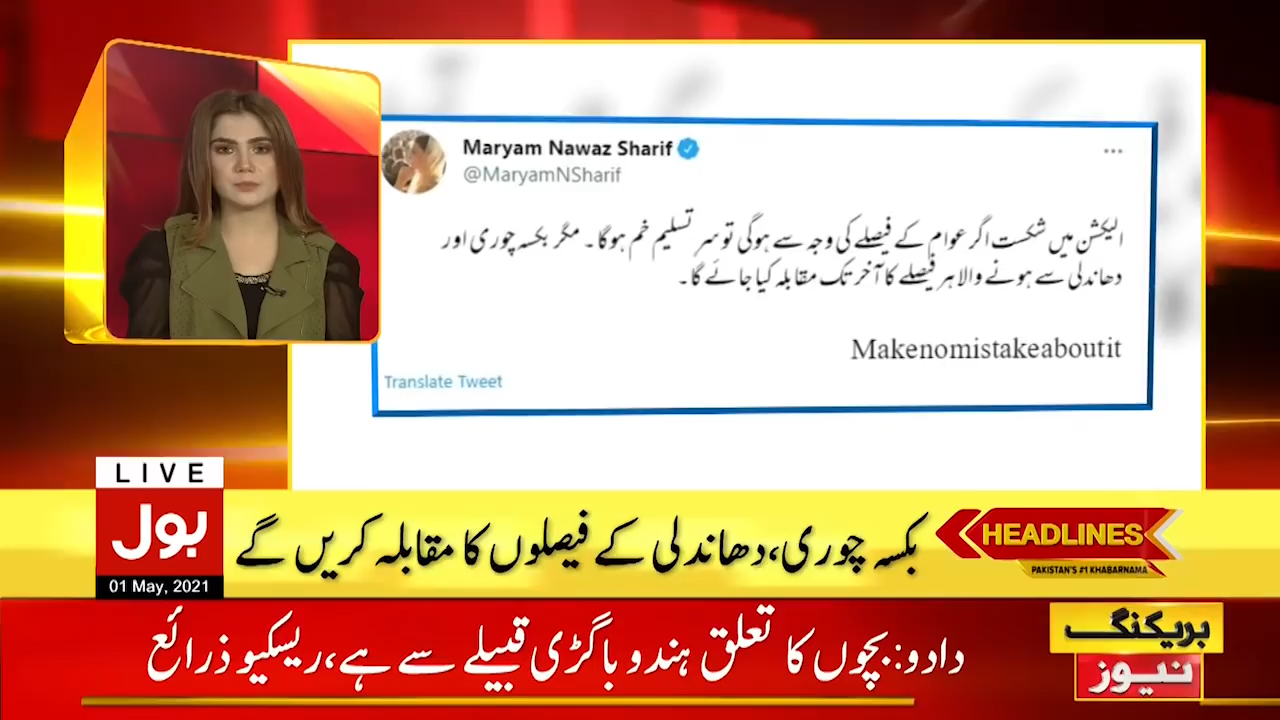 Maryam Nawaz Sharif
@MaryamNSharif
الیکشن میں شکست اگر عوام کے فیصلے کی وجہ سے ہوگی تو سر تسلیم خم ہوگا۔ مگر بکسہ چوری اور
دھاندلی سے ہونے والا ہر فیصلے کا آخر تک مقابلہ کیا جائے گا۔
Makenomistakeaboutit
Translate Tweet
LIVE
بول
01 May, 2021
بکسہ چوری، دھاندلی کے فیصلوں کا مقابلہ کریں گے
HEADLINES
PAKISTAN'S #1 KHABARNAMA
دادو: بچوں کا تعلق ہندو باگڑی قبیلے سے ہے، ریسکیو ذرائع
بریکنگ
نیوز